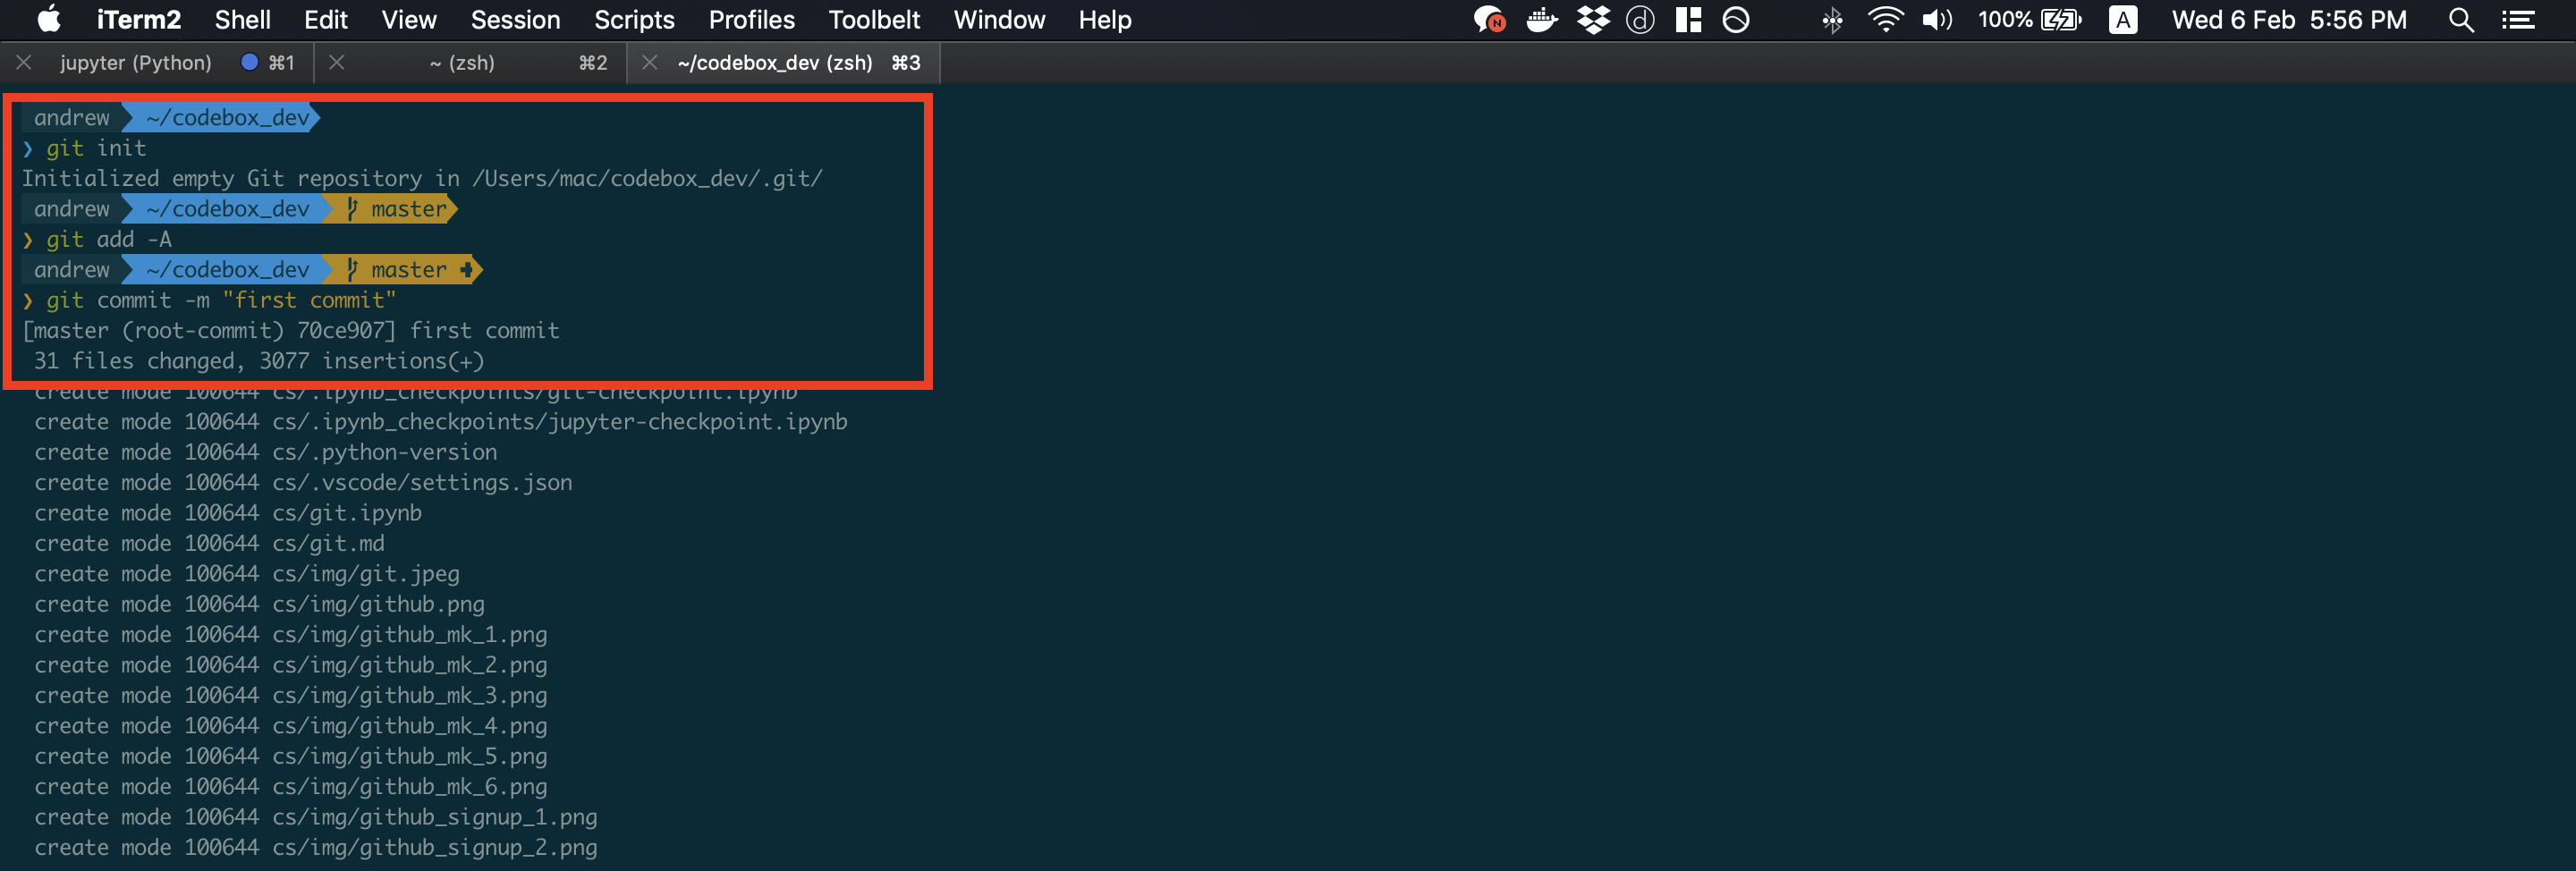 iTerm2 Shell Edit View Session Scripts Profiles Toolbelt Window Help N d 100% A Wed 6 Feb 5:56 PM
jupyter (Python) ⌘1 ~ (zsh) ⌘2 ~/codebox_dev (zsh) ⌘3
andrew ~/codebox_dev
❯ git init
Initialized empty Git repository in /Users/mac/codebox_dev/.git/
andrew ~/codebox_dev master
❯ git add -A
andrew ~/codebox_dev master ✚
❯ git commit -m "first commit"
[master (root-commit) 70ce907] first commit
31 files changed, 3077 insertions(+)
create mode 100644 cs/.ipynb_checkpoints/git-checkpoint.ipynb
create mode 100644 cs/.ipynb_checkpoints/jupyter-checkpoint.ipynb
create mode 100644 cs/.python-version
create mode 100644 cs/.vscode/settings.json
create mode 100644 cs/git.ipynb
create mode 100644 cs/git.md
create mode 100644 cs/img/git.jpeg
create mode 100644 cs/img/github.png
create mode 100644 cs/img/github_mk_1.png
create mode 100644 cs/img/github_mk_2.png
create mode 100644 cs/img/github_mk_3.png
create mode 100644 cs/img/github_mk_4.png
create mode 100644 cs/img/github_mk_5.png
create mode 100644 cs/img/github_mk_6.png
create mode 100644 cs/img/github_signup_1.png
create mode 100644 cs/img/github_signup_2.png